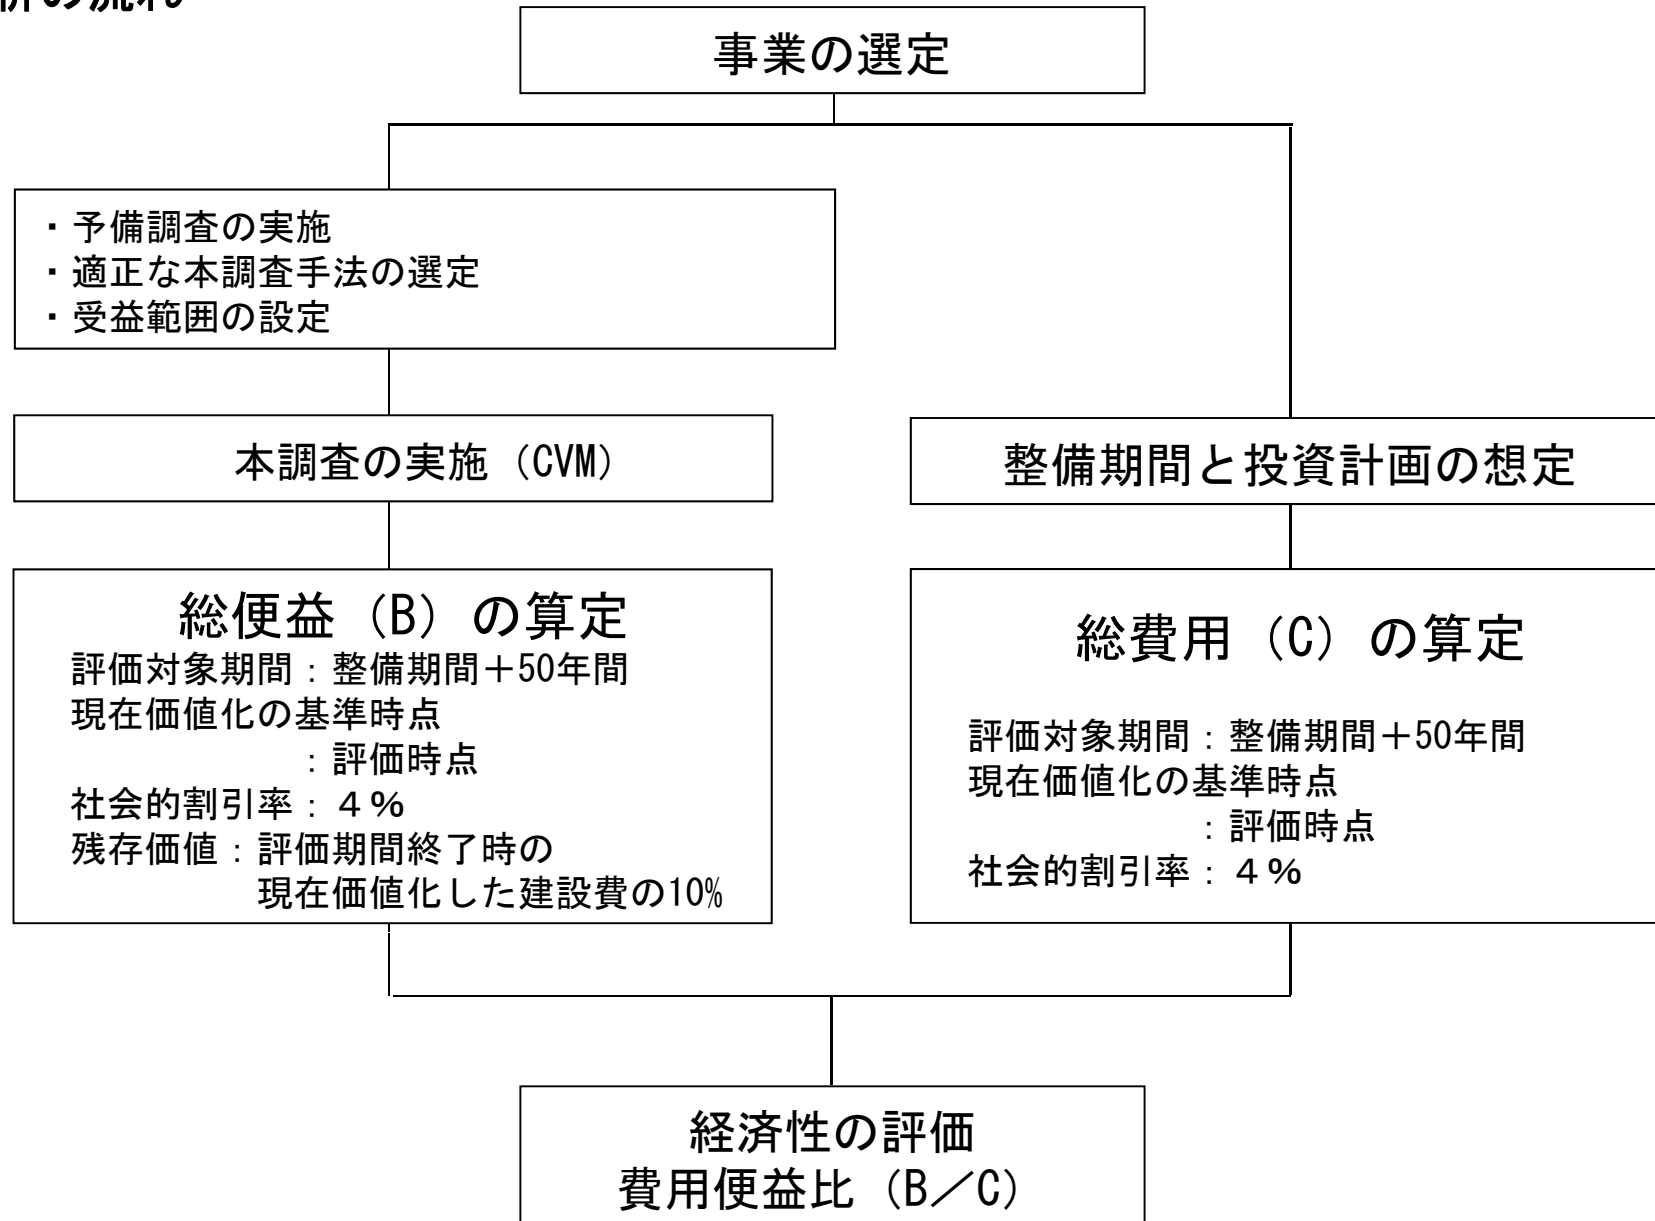 析の流れ
事業の選定
・予備調査の実施
・適正な本調査手法の選定
・受益範囲の設定
本調査の実施（CVM）
整備期間と投資計画の想定
総便益（B）の算定
評価対象期間：整備期間＋50年間
現在価値化の基準時点
：評価時点
社会的割引率：４％
残存価値：評価期間終了時の
現在価値化した建設費の10%
総費用（C）の算定
評価対象期間：整備期間＋50年間
現在価値化の基準時点
：評価時点
社会的割引率：４％
経済性の評価
費用便益比（B／C）